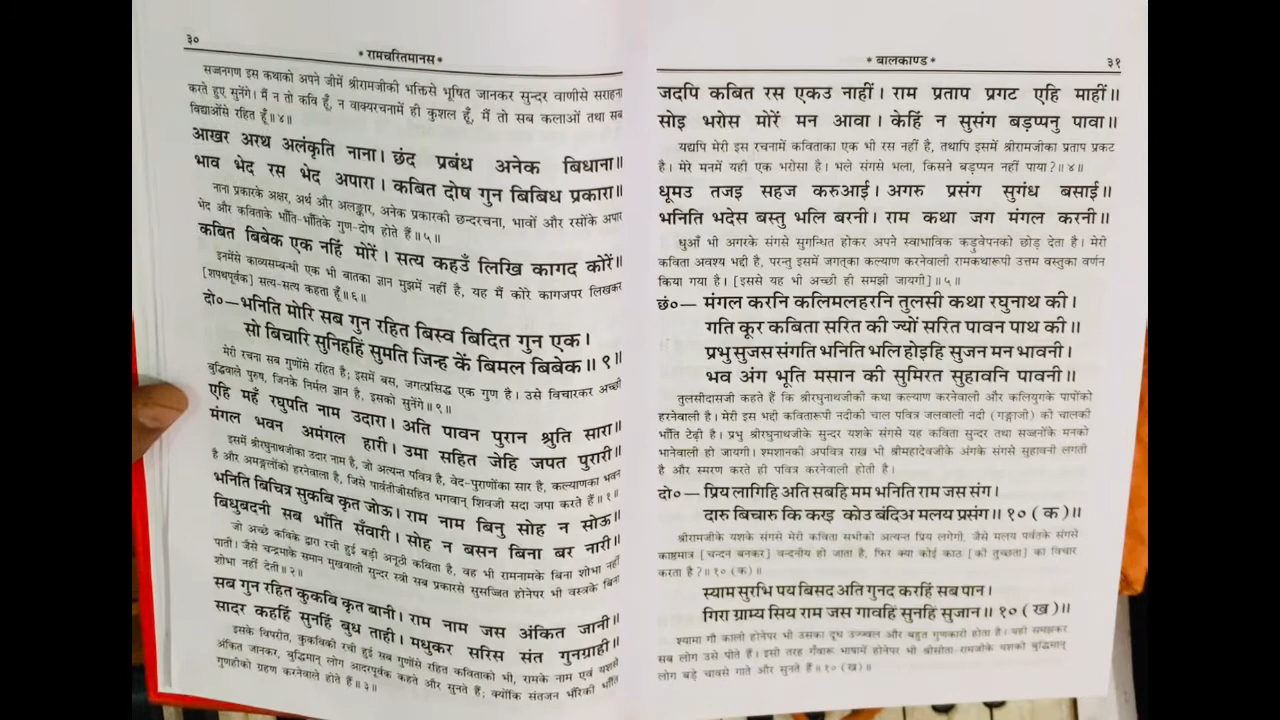 ३०
* रामचरितमानस *
सज्जनगण इस कथाको अपने जीमें श्रीरामजीकी भक्तिसे भूषित जानकर सुन्दर वाणीसे सराहना
करते हुए सुनेंगे। मैं न तो कवि हूँ, न वाक्यरचनामें ही कुशल हूँ, मैं तो सब कलाओं तथा सब
विद्याओंसे रहित हूँ॥४॥
आखर अरथ अलंकृति नाना। छंद प्रबंध अनेक बिधाना॥
भाव भेद रस भेद अपारा। कबित दोष गुन बिबिध प्रकारा॥
नाना प्रकारके अक्षर, अर्थ और अलङ्कार, अनेक प्रकारकी छन्दरचना, भावों और रसोंके अपार
भेद और कविताके भाँति-भाँतिके गुण-दोष होते हैं॥५॥
कबित बिबेक एक नहिं मोरें। सत्य कहउँ लिखि कागद कोरें॥
इनमेंसे काव्यसम्बन्धी एक भी बातका ज्ञान मुझमें नहीं है, यह मैं कोरे कागजपर लिखकर
[शपथपूर्वक] सत्य-सत्य कहता हूँ॥६॥
दो०—भनिति मोरि सब गुन रहित बिस्व बिदित गुन एक।
सो बिचारि सुनिहहिं सुमति जिन्ह कें बिमल बिबेक॥९॥
मेरी रचना सब गुणोंसे रहित है; इसमें बस, जगत्प्रसिद्ध एक गुण है। उसे विचारकर अच्छी
बुद्धिवाले पुरुष, जिनके निर्मल ज्ञान है, इसको सुनेंगे॥९॥
एहि महँ रघुपति नाम उदारा। अति पावन पुरान श्रुति सारा॥
मंगल भवन अमंगल हारी। उमा सहित जेहि जपत पुरारी॥
इसमें श्रीरघुनाथजीका उदार नाम है, जो अत्यन्त पवित्र है, वेद-पुराणोंका सार है, कल्याणका भवन
है और अमङ्गलोंको हरनेवाला है, जिसे पार्वतीजीसहित भगवान् शिवजी सदा जपा करते हैं॥१॥
भनिति बिचित्र सुकबि कृत जोऊ। राम नाम बिनु सोह न सोऊ॥
बिधुबदनी सब भाँति सँवारी। सोह न बसन बिना बर नारी॥
जो अच्छे कविके द्वारा रची हुई बड़ी अनूठी कविता है, वह भी रामनामके बिना शोभा नहीं
पाती। जैसे चन्द्रमाके समान मुखवाली सुन्दर स्त्री सब प्रकारसे सुसज्जित होनेपर भी वस्त्रके बिना
शोभा नहीं देती॥२॥
सब गुन रहित कुकबि कृत बानी। राम नाम जस अंकित जानी॥
सादर कहहिं सुनहिं बुध ताही। मधुकर सरिस संत गुनग्राही॥
इसके विपरीत, कुकविकी रची हुई सब गुणोंसे रहित कविताको भी, रामके नाम एवं यशसे
अंकित जानकर, बुद्धिमान् लोग आदरपूर्वक कहते और सुनते हैं; क्योंकि संतजन भौंरेकी भाँति
गुणहीको ग्रहण करनेवाले होते हैं॥३॥
* बालकाण्ड *
३१
जदपि कबित रस एकउ नाहीं। राम प्रताप प्रगट एहि माहीं॥
सोइ भरोस मोरें मन आवा। केहिं न सुसंग बड़प्पनु पावा॥
यद्यपि मेरी इस रचनामें कविताका एक भी रस नहीं है, तथापि इसमें श्रीरामजीका प्रताप प्रकट
है। मेरे मनमें यही एक भरोसा है। भले संगसे भला, किसने बड़प्पन नहीं पाया?॥४॥
धूमउ तजइ सहज करुआई। अगरु प्रसंग सुगंध बसाई॥
भनिति भदेस बस्तु भलि बरनी। राम कथा जग मंगल करनी॥
धुआँ भी अगरके संगसे सुगन्धित होकर अपने स्वाभाविक कड़ुवेपनको छोड़ देता है। मेरी
कविता अवश्य भद्दी है, परन्तु इसमें जगत्‌का कल्याण करनेवाली रामकथारूपी उत्तम वस्तुका वर्णन
किया गया है। [इससे यह भी अच्छी ही समझी जायगी]॥५॥
छं०— मंगल करनि कलिमलहरनि तुलसी कथा रघुनाथ की।
गति कूर कबिता सरित की ज्यों सरित पावन पाथ की॥
प्रभु सुजस संगति भनिति भलि होइहि सुजन मन भावनी।
भव अंग भूति मसान की सुमिरत सुहावनि पावनी॥
तुलसीदासजी कहते हैं कि श्रीरघुनाथजीकी कथा कल्याण करनेवाली और कलियुगके पापोंको
हरनेवाली है। मेरी इस भद्दी कवितारूपी नदीकी चाल पवित्र जलवाली नदी (गङ्गाजी) को चालकी
भाँति टेढ़ी है। प्रभु श्रीरघुनाथजीके सुन्दर यशके संगसे यह कविता सुन्दर तथा सज्जनोंके मनको
भानेवाली हो जायगी। श्मशानकी अपवित्र राख भी श्रीमहादेवजीके अंगके संगसे सुहावनी लगती
है और स्मरण करते ही पवित्र करनेवाली होती है।
दो०— प्रिय लागिहि अति सबहि मम भनिति राम जस संग।
दारु बिचारु कि करइ कोउ बंदिअ मलय प्रसंग॥१०(क)॥
श्रीरामजीके यशके संगसे मेरी कविता सभीको अत्यन्त प्रिय लगेगी, जैसे मलय पर्वतके संगसे
काष्ठमात्र [चन्दन बनकर] वन्दनीय हो जाता है, फिर क्या कोई काठ [की तुच्छता] का विचार
करता है?॥१०(क)॥
स्याम सुरभि पय बिसद अति गुनद करहिं सब पान।
गिरा ग्राम्य सिय राम जस गावहिं सुनहिं सुजान॥१०(ख)॥
श्यामा गौ काली होनेपर भी उसका दूध उज्ज्वल और बहुत गुणकारी होता है। यही समझकर
सब लोग उसे पीते हैं। इसी तरह गँवारू भाषामें होनेपर भी श्रीसीता-रामजीके यशको बुद्धिमान्
लोग बड़े चावसे गाते और सुनते हैं॥१०(ख)॥